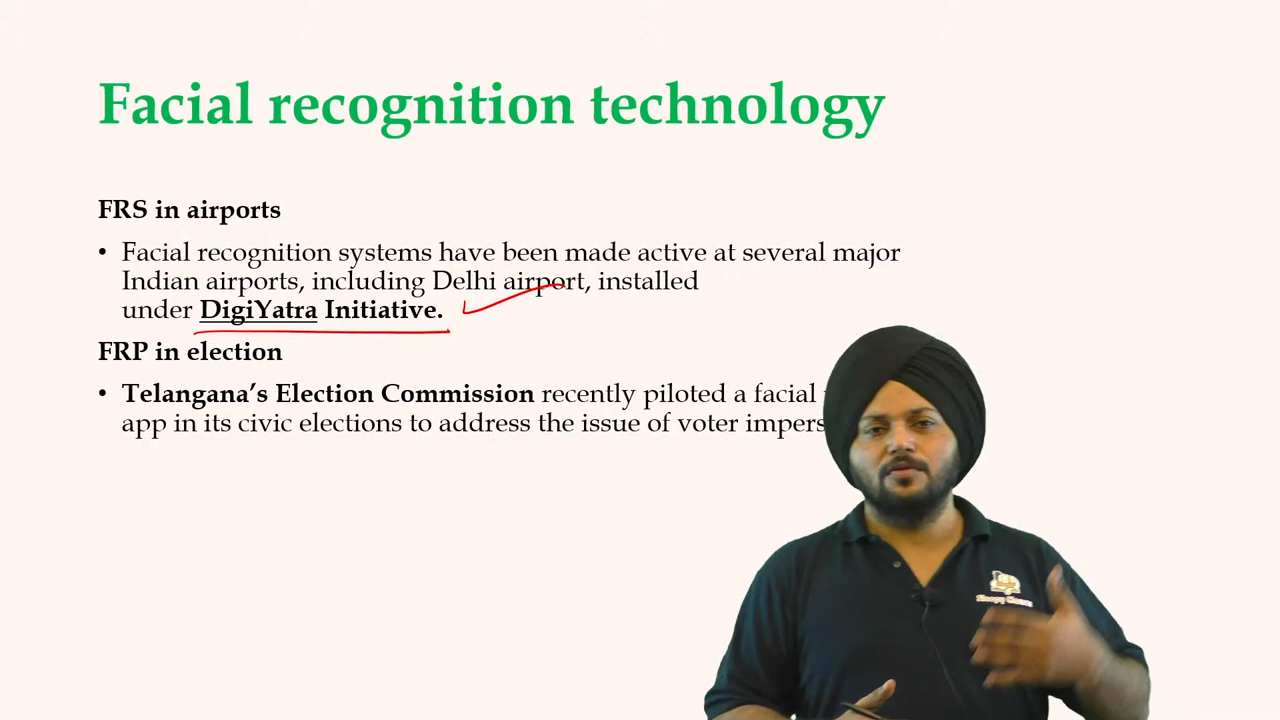 Facial recognition technology
FRS in airports
• Facial recognition systems have been made active at several major
Indian airports, including Delhi airport, installed
under DigiYatra Initiative.
FRP in election
• Telangana’s Election Commission recently piloted a facial
app in its civic elections to address the issue of voter impers